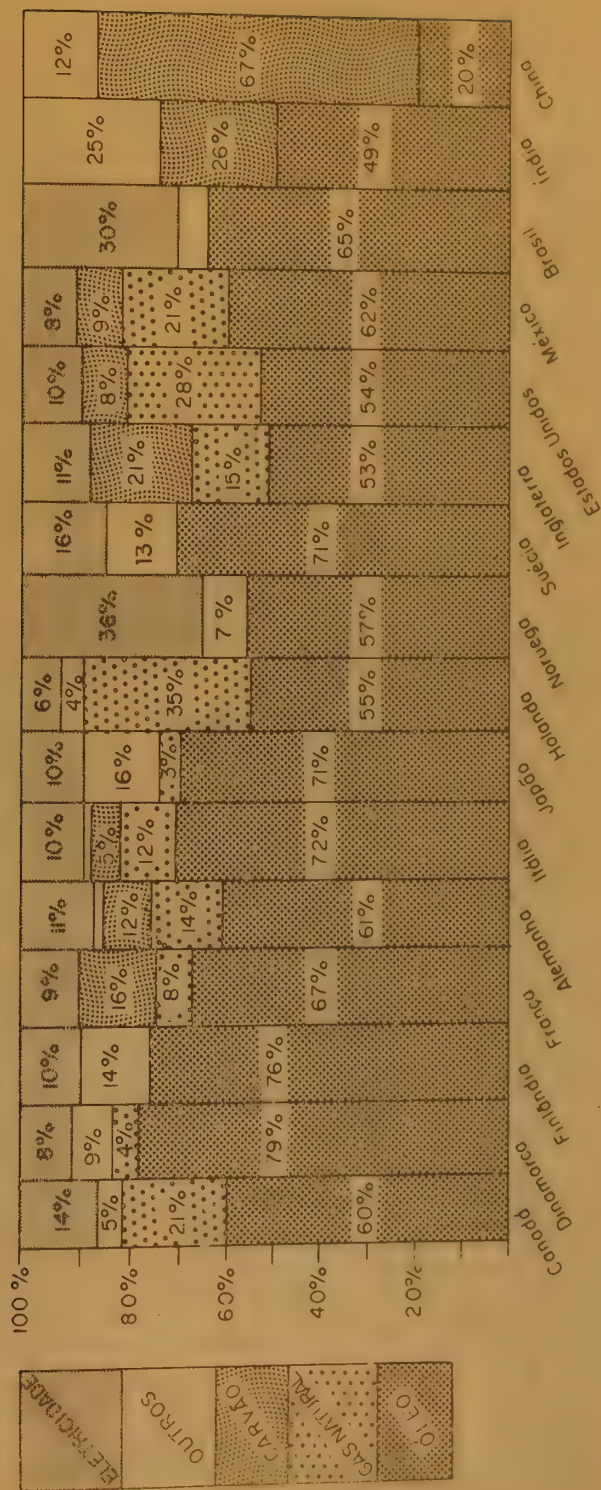 ELETRICIDADE
OUTROS
CARVÃO
GAS NATURAL
ÓLEO
100%
80%
60%
40%
20%
14%
5%
21%
60%
Canadá
8%
9%
4%
79%
Dinamarca
10%
14%
76%
Finlândia
9%
16%
8%
67%
França
11%
12%
14%
61%
Alemanha
10%
5%
12%
72%
Itália
10%
16%
3%
71%
Japão
6%
4%
35%
55%
Holanda
36%
7%
57%
Noruega
16%
13%
71%
Suécia
11%
21%
15%
53%
Inglaterra
10%
8%
28%
54%
Estados Unidos
8%
9%
21%
62%
México
30%
65%
Brasil
25%
26%
49%
Índia
12%
67%
20%
China